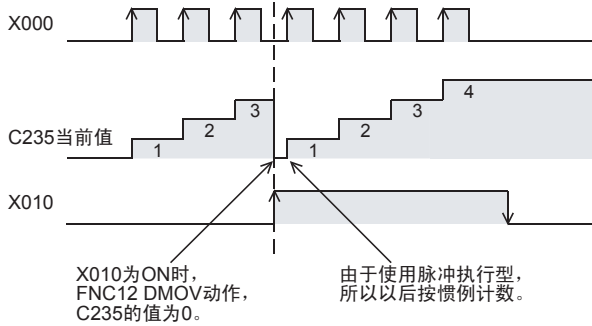 X000
C235当前值
1
2
3
1
2
3
4
X010
X010为ON时，
FNC12 DMOV动作，
C235的值为0。
由于使用脉冲执行型，
所以以后按惯例计数。